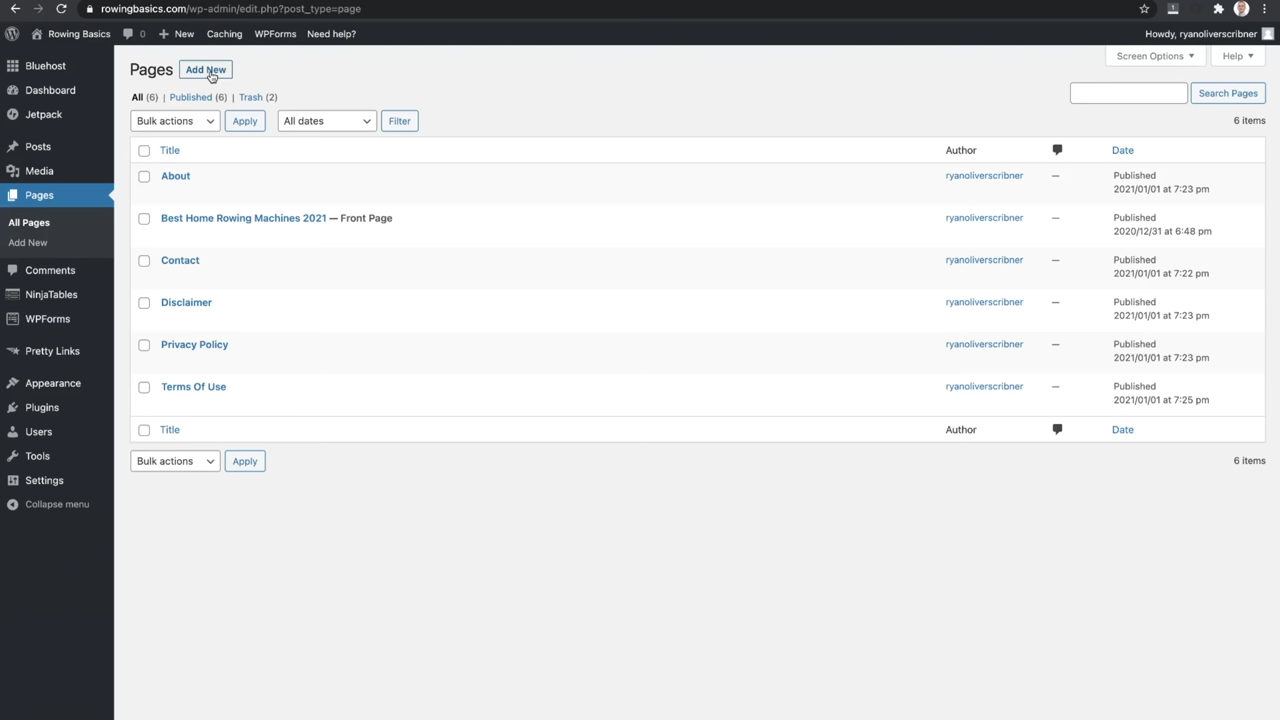 rowingbasics.com/wp-admin/edit.php?post_type=page
Rowing Basics 0 New Caching WPForms Need help? Howdy, ryanoliverscribner
Bluehost
Dashboard
Jetpack
Posts
Media
Pages
All Pages
Add New
Comments
NinjaTables
WPForms
Pretty Links
Appearance
Plugins
Users
Tools
Settings
Collapse menu
Pages Add New
Screen Options ▼ Help ▼
All (6) | Published (6) | Trash (2)
Search Pages
Bulk actions Apply All dates Filter 6 items
Title Author Date
About ryanoliverscribner — Published
2021/01/01 at 7:23 pm
Best Home Rowing Machines 2021 — Front Page ryanoliverscribner — Published
2020/12/31 at 6:48 pm
Contact ryanoliverscribner — Published
2021/01/01 at 7:22 pm
Disclaimer ryanoliverscribner — Published
2021/01/01 at 7:23 pm
Privacy Policy ryanoliverscribner — Published
2021/01/01 at 7:23 pm
Terms Of Use ryanoliverscribner — Published
2021/01/01 at 7:25 pm
Title Author Date
Bulk actions Apply 6 items